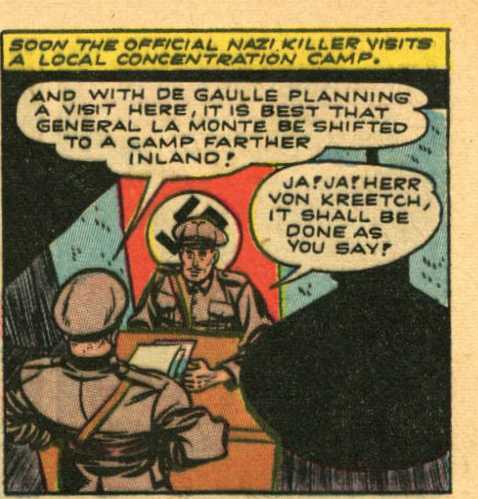 SOON THE OFFICIAL NAZI KILLER VISITS
A LOCAL CONCENTRATION CAMP.
AND WITH DE GAULLE PLANNING
A VISIT HERE, IT IS BEST THAT
GENERAL LA MONTE BE SHIFTED
TO A CAMP FARTHER
INLAND!
JA! JA! HERR
VON KREETCH,
IT SHALL BE
DONE AS
YOU SAY!